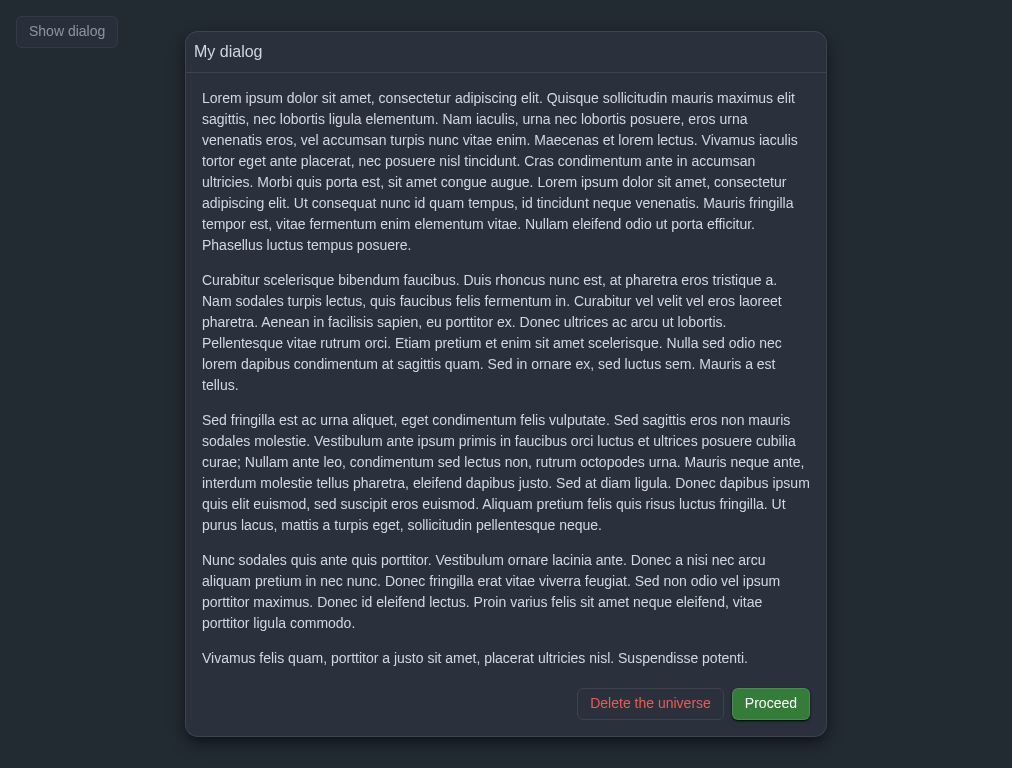 Show dialog
My dialog
Lorem ipsum dolor sit amet, consectetur adipiscing elit. Quisque sollicitudin mauris maximus elit
sagittis, nec lobortis ligula elementum. Nam iaculis, urna nec lobortis posuere, eros urna
venenatis eros, vel accumsan turpis nunc vitae enim. Maecenas et lorem lectus. Vivamus iaculis
tortor eget ante placerat, nec posuere nisl tincidunt. Cras condimentum ante in accumsan
ultricies. Morbi quis porta est, sit amet congue augue. Lorem ipsum dolor sit amet, consectetur
adipiscing elit. Ut consequat nunc id quam tempus, id tincidunt neque venenatis. Mauris fringilla
tempor est, vitae fermentum enim elementum vitae. Nullam eleifend odio ut porta efficitur.
Phasellus luctus tempus posuere.
Curabitur scelerisque bibendum faucibus. Duis rhoncus nunc est, at pharetra eros tristique a.
Nam sodales turpis lectus, quis faucibus felis fermentum in. Curabitur vel velit vel eros laoreet
pharetra. Aenean in facilisis sapien, eu porttitor ex. Donec ultrices ac arcu ut lobortis.
Pellentesque vitae rutrum orci. Etiam pretium et enim sit amet scelerisque. Nulla sed odio nec
lorem dapibus condimentum at sagittis quam. Sed in ornare ex, sed luctus sem. Mauris a est
tellus.
Sed fringilla est ac urna aliquet, eget condimentum felis vulputate. Sed sagittis eros non mauris
sodales molestie. Vestibulum ante ipsum primis in faucibus orci luctus et ultrices posuere cubilia
curae; Nullam ante leo, condimentum sed lectus non, rutrum octopodes urna. Mauris neque ante,
interdum molestie tellus pharetra, eleifend dapibus justo. Sed at diam ligula. Donec dapibus ipsum
quis elit euismod, sed suscipit eros euismod. Aliquam pretium felis quis risus luctus fringilla. Ut
purus lacus, mattis a turpis eget, sollicitudin pellentesque neque.
Nunc sodales quis ante quis porttitor. Vestibulum ornare lacinia ante. Donec a nisi nec arcu
aliquam pretium in nec nunc. Donec fringilla erat vitae viverra feugiat. Sed non odio vel ipsum
porttitor maximus. Donec id eleifend lectus. Proin varius felis sit amet neque eleifend, vitae
porttitor ligula commodo.
Vivamus felis quam, porttitor a justo sit amet, placerat ultricies nisl. Suspendisse potenti.
Delete the universe
Proceed